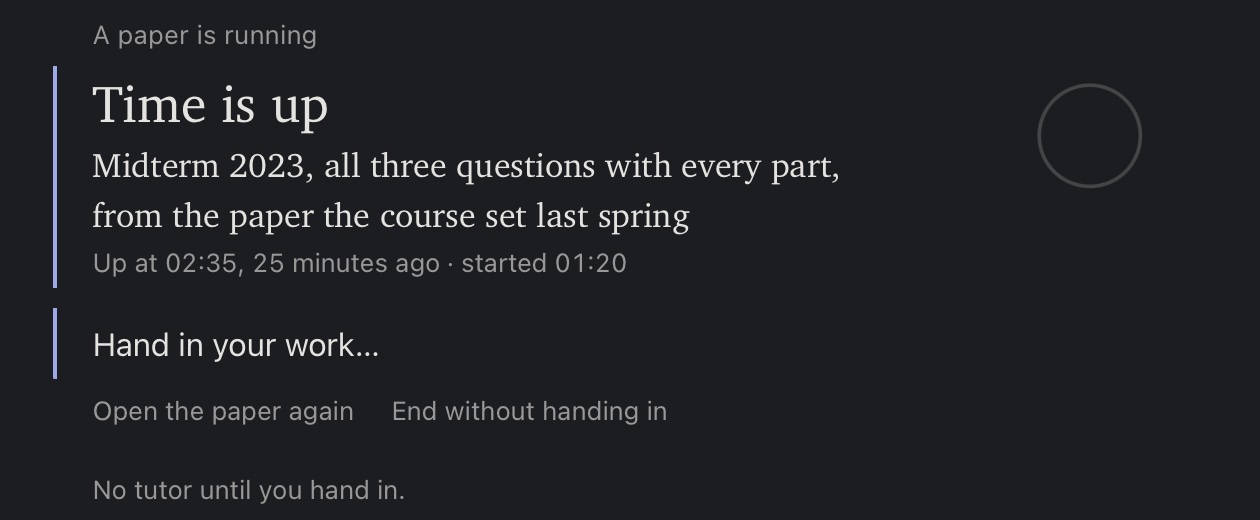 A paper is running
Time is up
Midterm 2023, all three questions with every part,
from the paper the course set last spring
Up at 02:35, 25 minutes ago · started 01:20
Hand in your work…
Open the paper again End without handing in
No tutor until you hand in.